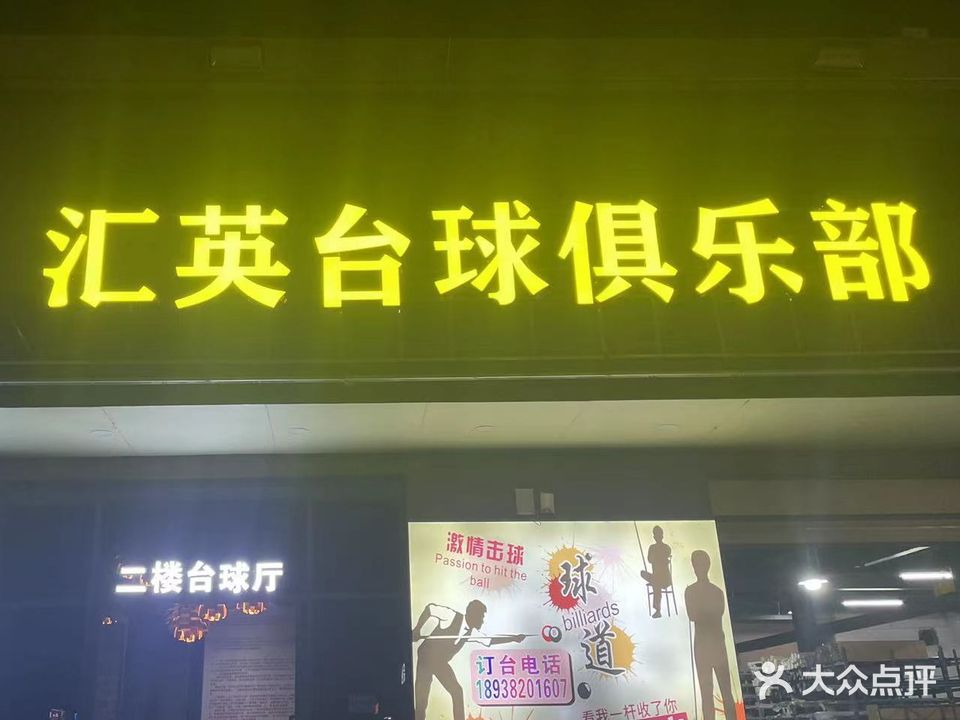 汇英台球俱乐部
二楼台球厅
激情击球
Passion to hit the
ball
球道
billiards
订台电话
18938201607
看我一杆收了你
大众点评